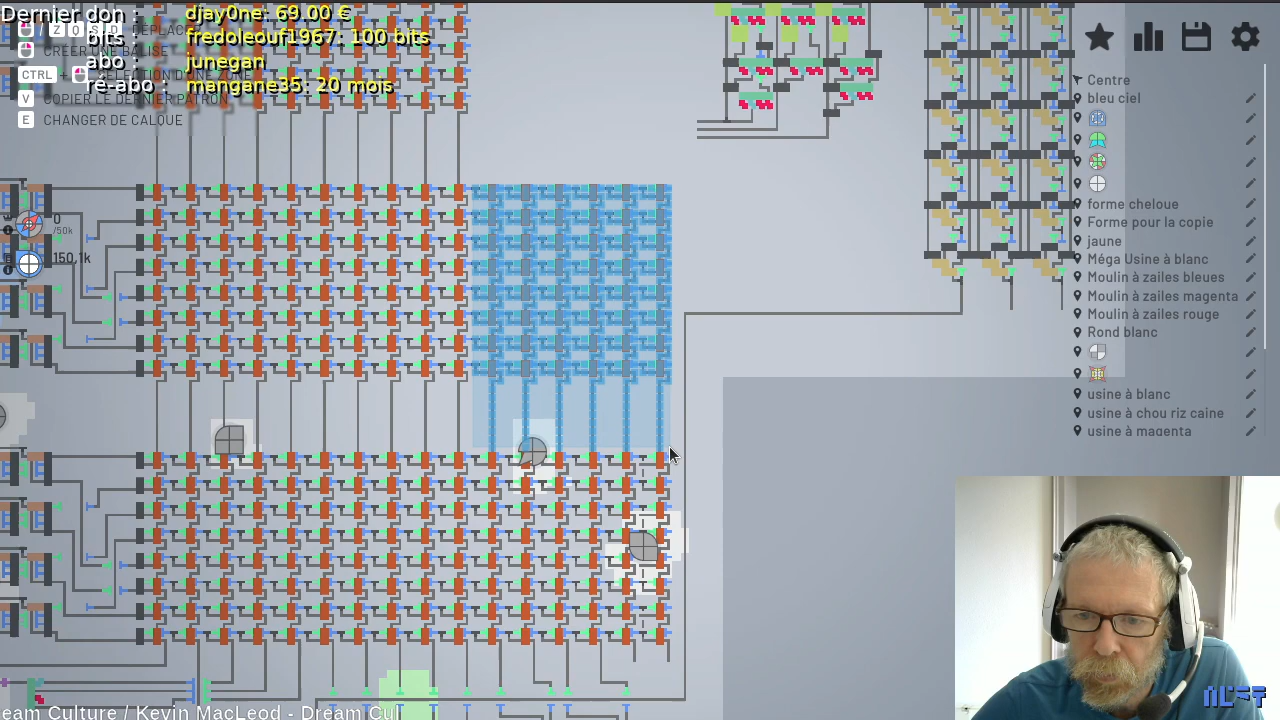 Dernier don : djay0ne: 69.00 €
/ Z Q S D DÉPLACE
bits : fredoleouf1967: 100 bits
CRÉER UNE BALISE
abo : junegan
CTRL + SÉLECTION D'UNE ZONE
ré-abo : mangane35: 20 mois
V COPIER LE DERNIER PATRON
E CHANGER DE CALQUE
0
/50k
150,1k
Centre
bleu ciel
forme cheloue
Forme pour la copie
jaune
Méga Usine à blanc
Moulin à zailes bleues
Moulin à zailes magenta
Moulin à zailes rouge
Rond blanc
usine à blanc
usine à chou riz caine
usine à magenta
eam Culture / Kevin MacLeod - Dream Cul